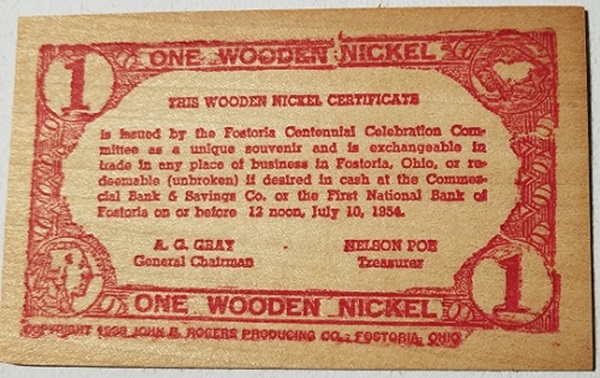 1 ONE WOODEN NICKEL
THIS WOODEN NICKEL CERTIFICATE
is issued by the Fostoria Centennial Celebration Com-
mittee as a unique souvenir and is exchangeable in
trade in any place of business in Fostoria, Ohio, or re-
deemable (unbroken) if desired in cash at the Commer-
cial Bank & Savings Co. or the First National Bank of
Fostoria on or before 12 noon, July 10, 1954.
A. G. GRAY NELSON POE
General Chairman Treasurer
ONE WOODEN NICKEL 1
COPYRIGHT 1938 JOHN B. ROGERS PRODUCING CO., FOSTORIA, OHIO